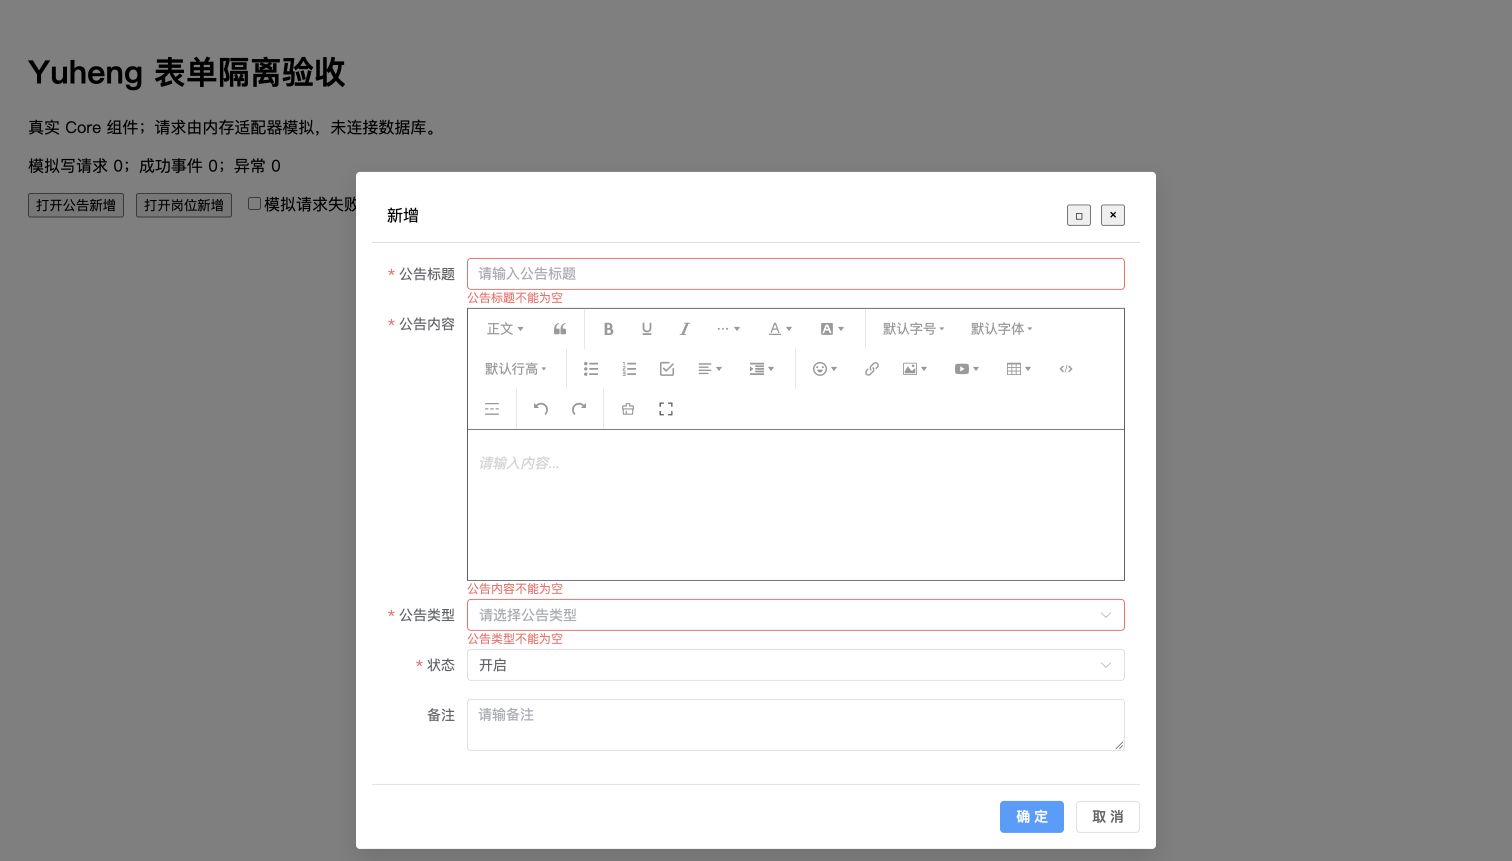 Yuheng 表单隔离验收
真实 Core 组件；请求由内存适配器模拟，未连接数据库。
模拟写请求 0；成功事件 0；异常 0
打开公告新增 打开岗位新增 模拟请求失败
新增
* 公告标题 请输入公告标题
公告标题不能为空
* 公告内容 正文 B U I ... A A 默认字号 默认字体
默认行高
请输入内容...
公告内容不能为空
* 公告类型 请选择公告类型
公告类型不能为空
* 状态 开启
备注 请输备注
确 定 取 消